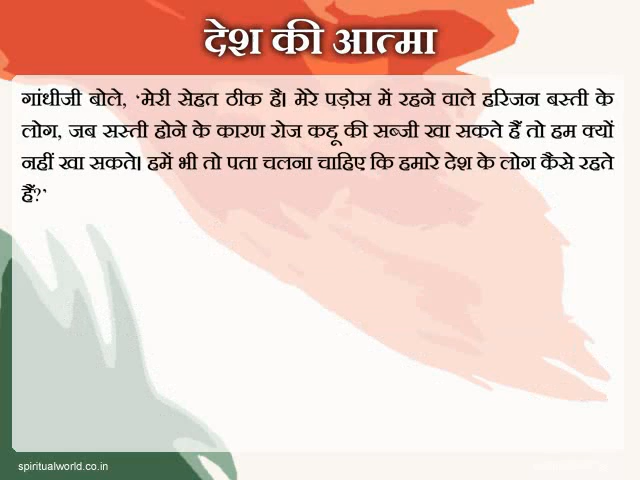 देश की आत्मा
गांधीजी बोले, ‘मेरी सेहत ठीक है। मेरे पड़ोस में रहने वाले हरिजन बस्ती के
लोग, जब सस्ती होने के कारण रोज कद्दू की सब्जी खा सकते हैं तो हम क्यों
नहीं खा सकते। हमें भी तो पता चलना चाहिए कि हमारे देश के लोग कैसे रहते
हैं?’
spiritualworld.co.in